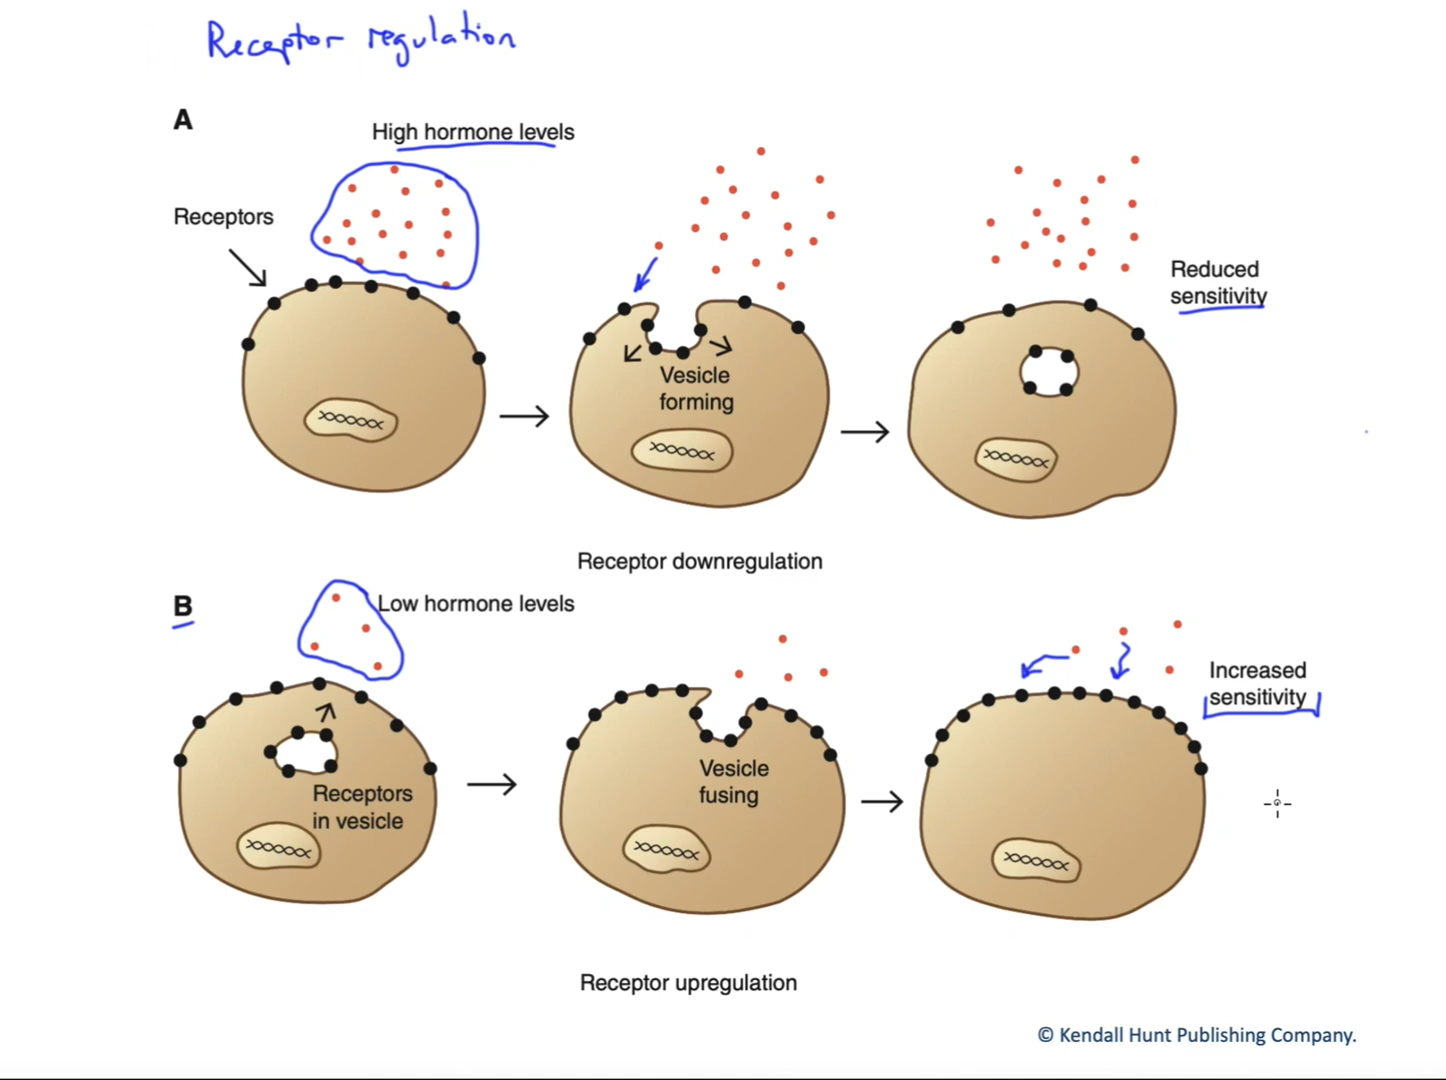 Receptor regulation
A
High hormone levels
Receptors
Reduced
sensitivity
Vesicle
forming
Receptor downregulation
B
Low hormone levels
Increased
sensitivity
Receptors
in vesicle
Vesicle
fusing
Receptor upregulation
© Kendall Hunt Publishing Company.